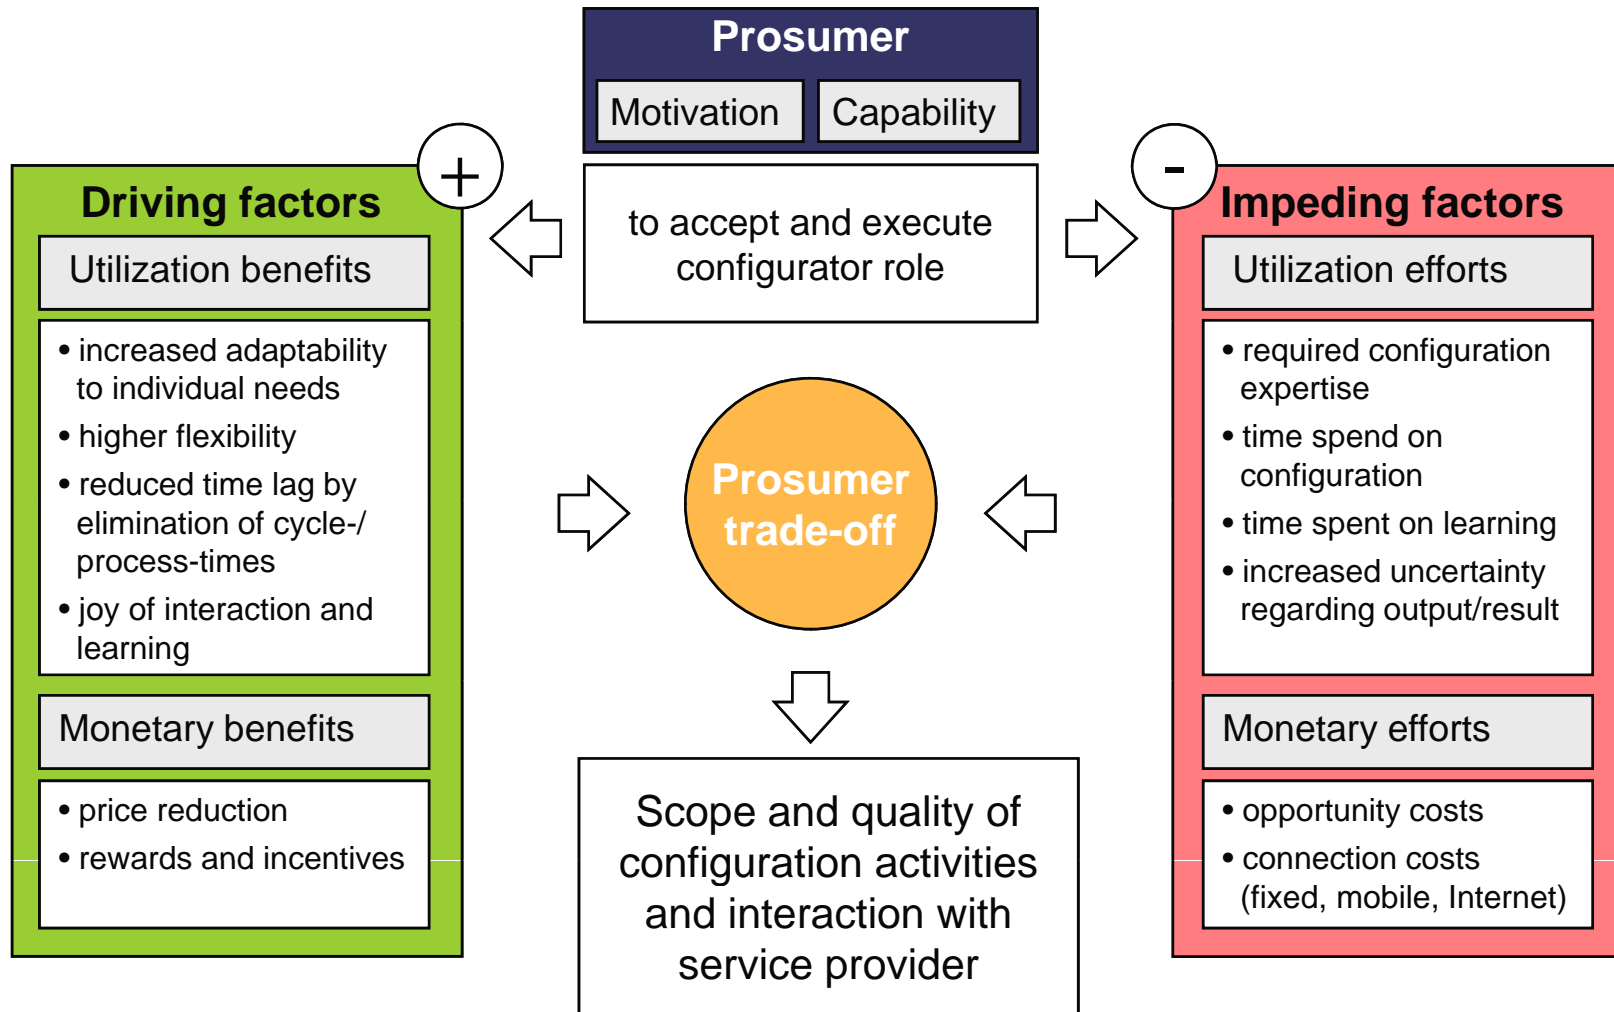 Prosumer
Motivation
Capability
to accept and execute
configurator role
+
Driving factors
Utilization benefits
• increased adaptability
to individual needs
• higher flexibility
• reduced time lag by
elimination of cycle-/
process-times
• joy of interaction and
learning
Monetary benefits
• price reduction
• rewards and incentives
Prosumer
trade-off
Scope and quality of
configuration activities
and interaction with
service provider
-
Impeding factors
Utilization efforts
• required configuration
expertise
• time spend on
configuration
• time spent on learning
• increased uncertainty
regarding output/result
Monetary efforts
• opportunity costs
• connection costs
(fixed, mobile, Internet)